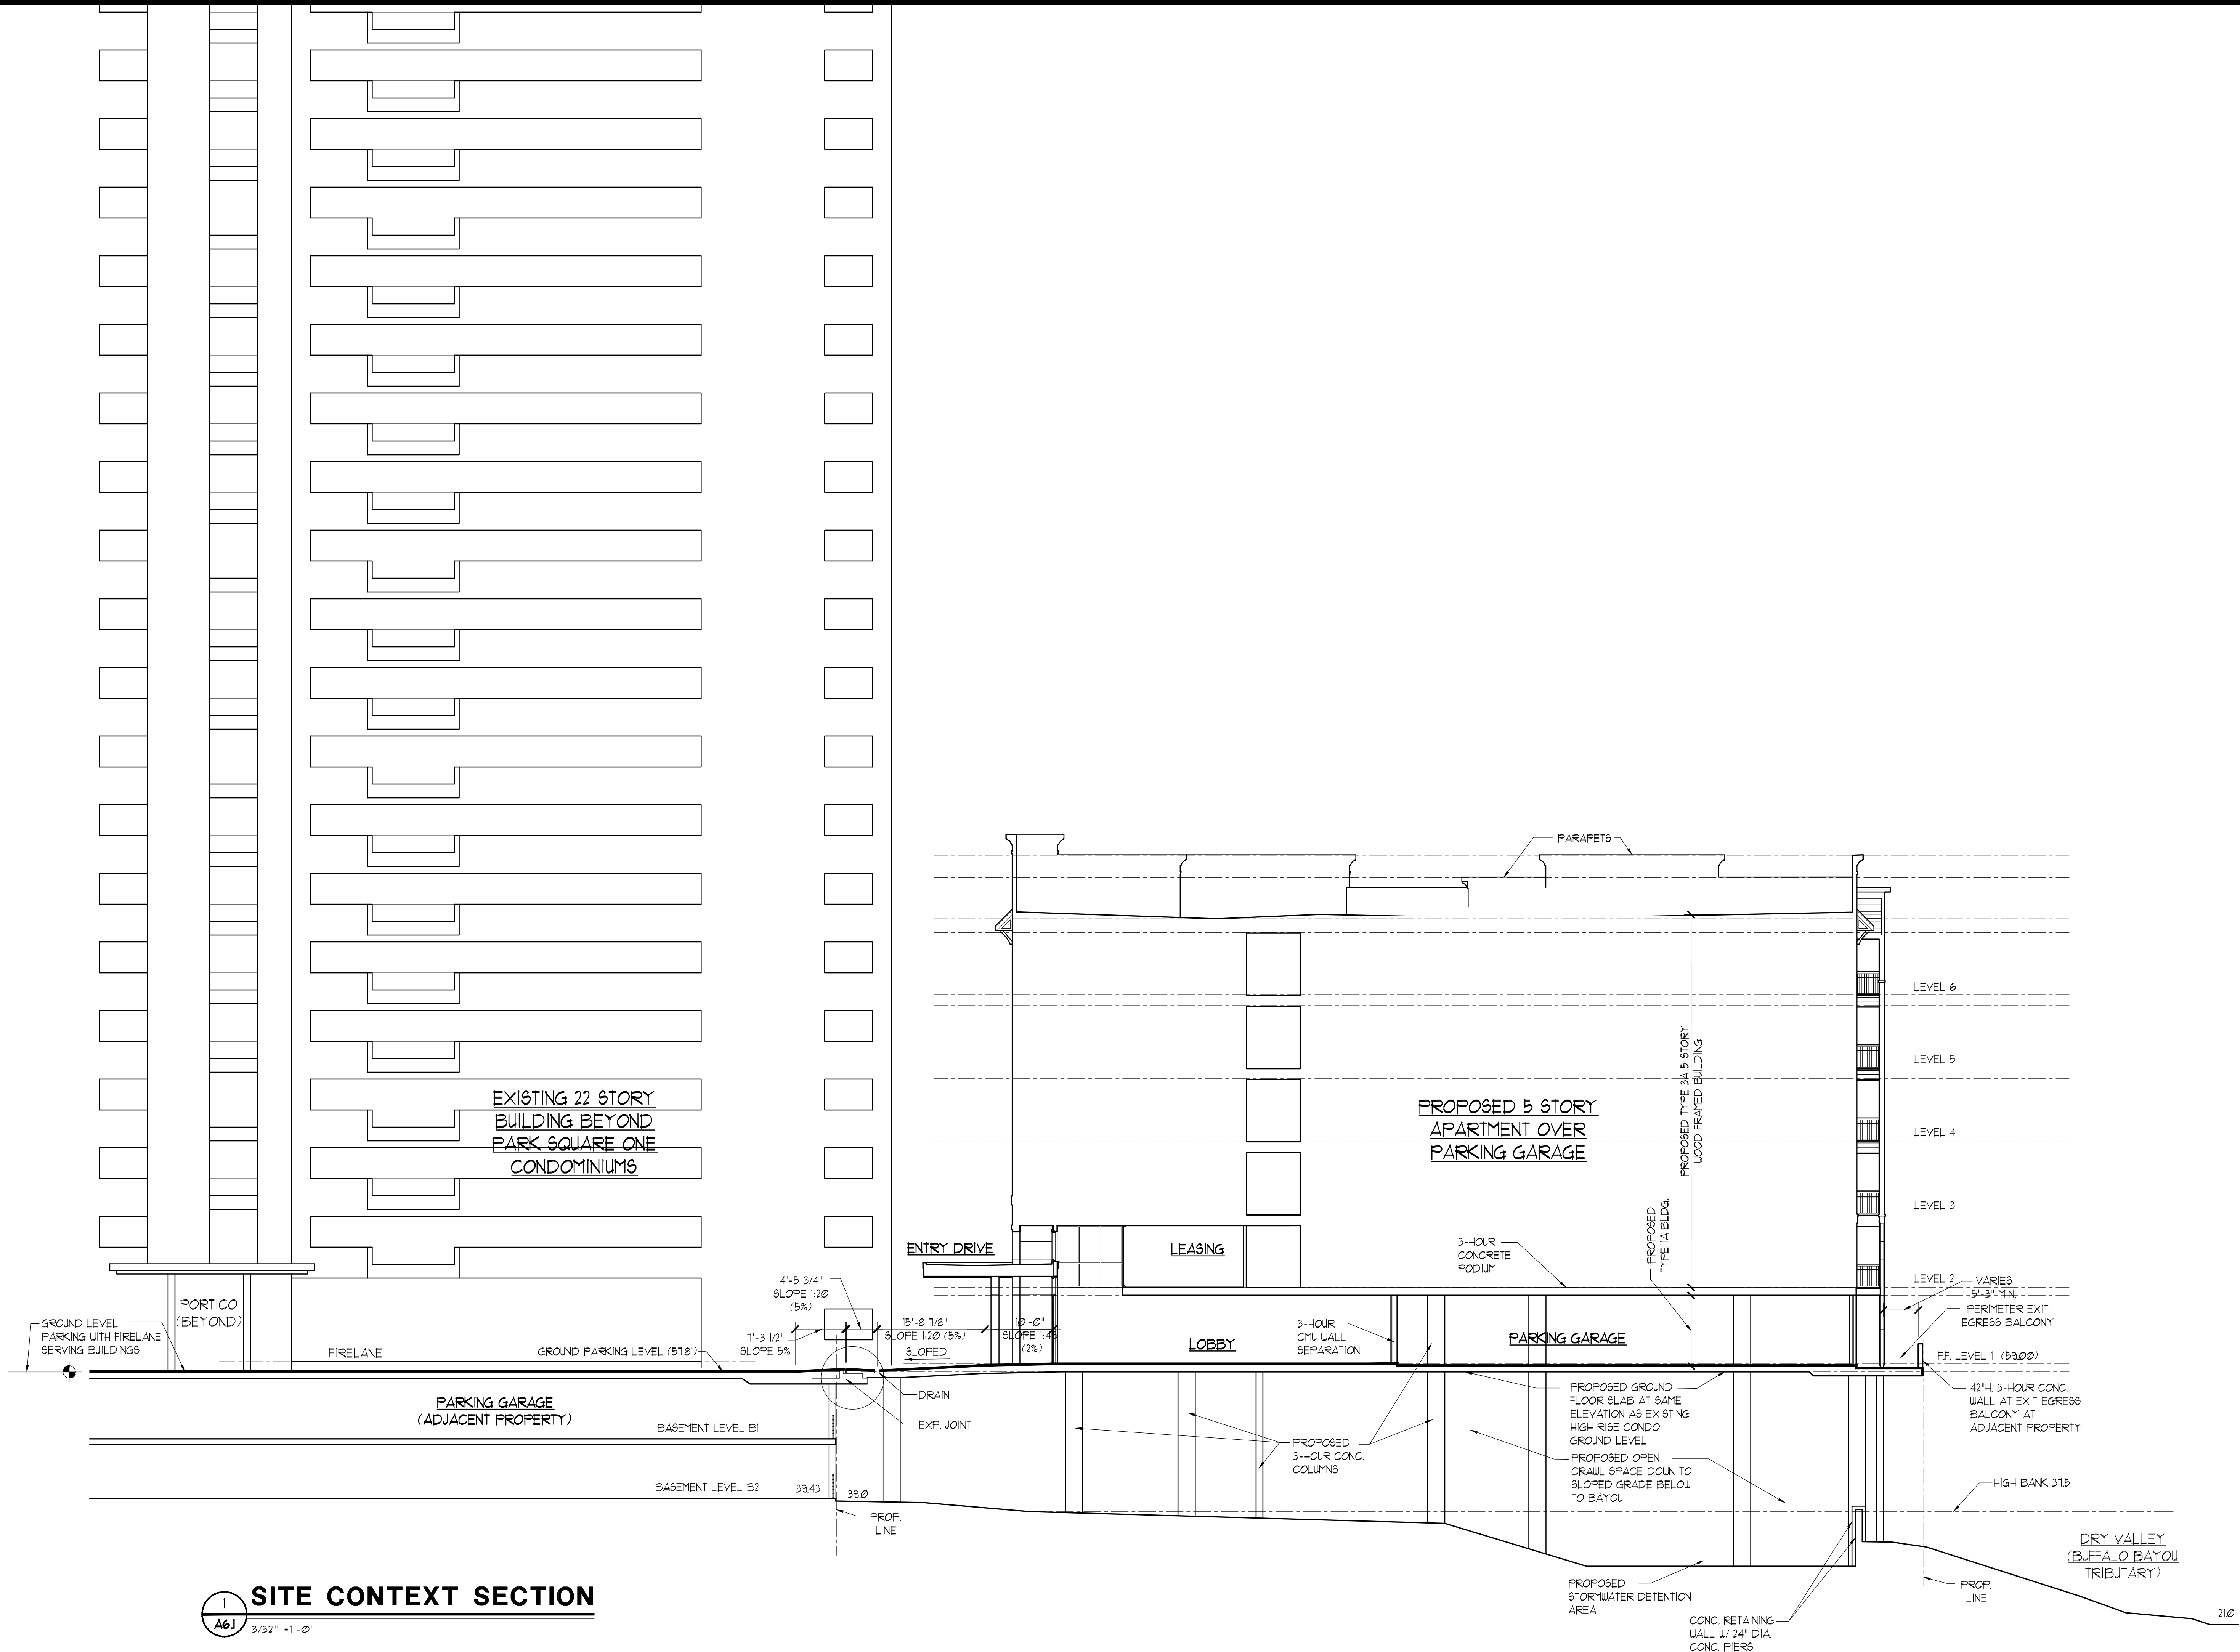 PARAPETS
LEVEL 6
LEVEL 5
LEVEL 4
LEVEL 3
LEVEL 2
EXISTING 22 STORY
BUILDING BEYOND
PARK SQUARE ONE
CONDOMINIUMS
PROPOSED 5 STORY
APARTMENT OVER
PARKING GARAGE
PROPOSED TYPE 3A 5 STORY
WOOD FRAMED BUILDING
PROPOSED
TYPE 1A BLDG.
ENTRY DRIVE
LEASING
3-HOUR
CONCRETE
PODIUM
VARIES
5'-3" MIN.
PERIMETER EXIT
EGRESS BALCONY
4'-5 3/4"
SLOPE 1:20
(5%)
PORTICO
(BEYOND)
GROUND LEVEL
PARKING WITH FIRELANE
SERVING BUILDINGS
FIRELANE
GROUND PARKING LEVEL (57.81)
7'-3 1/2"
SLOPE 5%
15'-8 7/8"
SLOPE 1:20 (5%)
SLOPED
10'-0"
SLOPE 1:48
(2%)
LOBBY
3-HOUR
CMU WALL
SEPARATION
PARKING GARAGE
F.F. LEVEL 1 (59.00)
PARKING GARAGE
(ADJACENT PROPERTY)
DRAIN
EXP. JOINT
BASEMENT LEVEL B1
BASEMENT LEVEL B2
39.43
39.0
PROP.
LINE
PROPOSED
3-HOUR CONC.
COLUMNS
PROPOSED GROUND
FLOOR SLAB AT SAME
ELEVATION AS EXISTING
HIGH RISE CONDO
GROUND LEVEL
PROPOSED OPEN
CRAWL SPACE DOWN TO
SLOPED GRADE BELOW
TO BAYOU
42"H. 3-HOUR CONC.
WALL AT EXIT EGRESS
BALCONY AT
ADJACENT PROPERTY
HIGH BANK 37.5'
DRY VALLEY
(BUFFALO BAYOU
TRIBUTARY)
PROPOSED
STORMWATER DETENTION
AREA
CONC. RETAINING
WALL W/ 24" DIA.
CONC. PIERS
PROP.
LINE
21.0
1
A6.1
SITE CONTEXT SECTION
3/32" =1'-0"